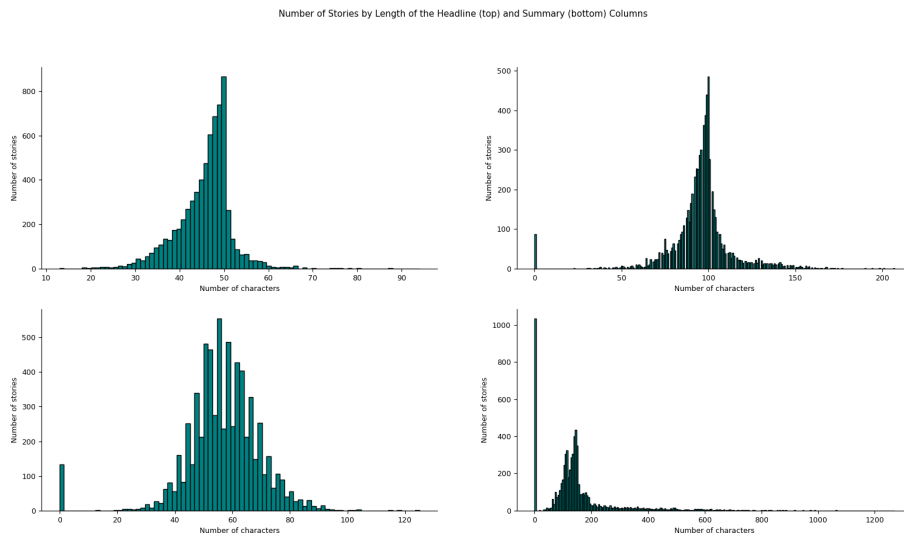 Number of Stories by Length of the Headline (top) and Summary (bottom) Columns
Number of stories
800
600
400
200
0
10 20 30 40 50 60 70 80 90
Number of characters
Number of stories
500
400
300
200
100
0
0 50 100 150 200
Number of characters
Number of stories
500
400
300
200
100
0
0 20 40 60 80 100 120
Number of characters
Number of stories
1000
800
600
400
200
0
0 200 400 600 800 1000 1200
Number of characters